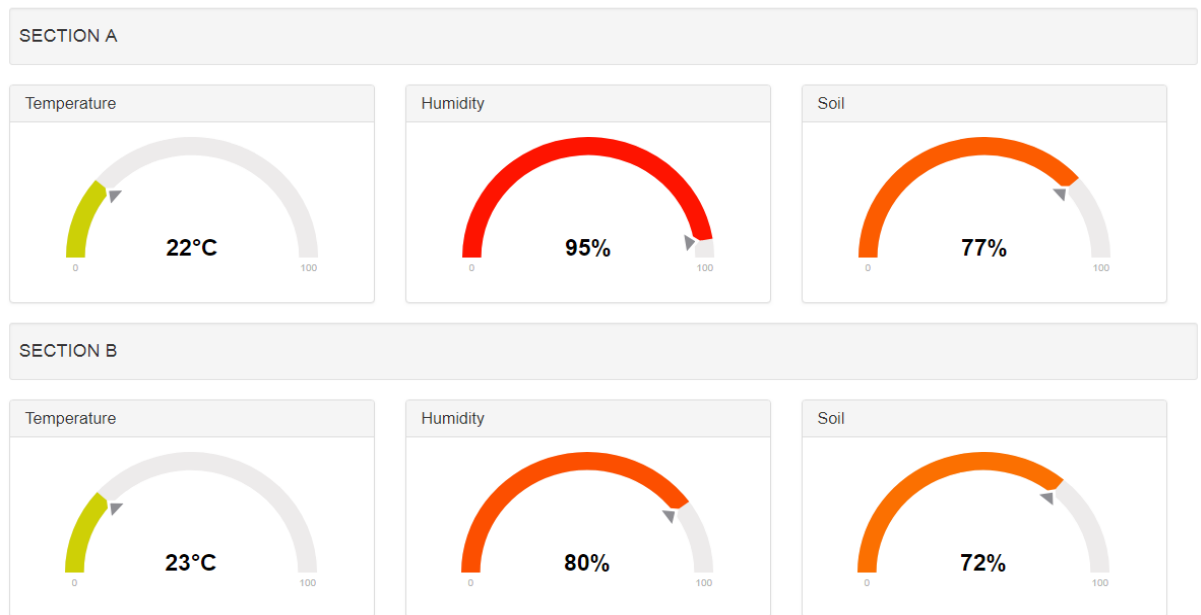 SECTION A
Temperature Humidity Soil
22°C 95% 77%
0 100 0 100 0 100
SECTION B
Temperature Humidity Soil
23°C 80% 72%
0 100 0 100 0 100